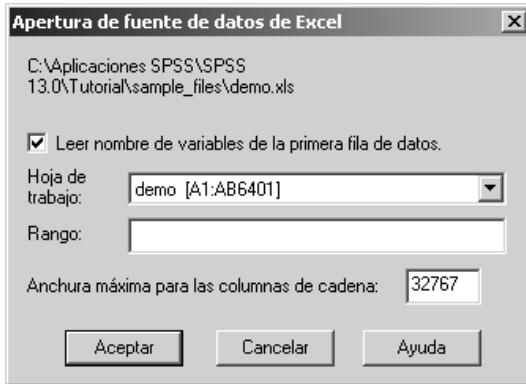 Apertura de fuente de datos de Excel
C:\Aplicaciones SPSS\SPSS
13.0\Tutorial\sample_files\demo.xls
Leer nombre de variables de la primera fila de datos.
Hoja de
trabajo:
demo [A1:AB6401]
Rango:
Anchura máxima para las columnas de cadena: 32767
Aceptar Cancelar Ayuda